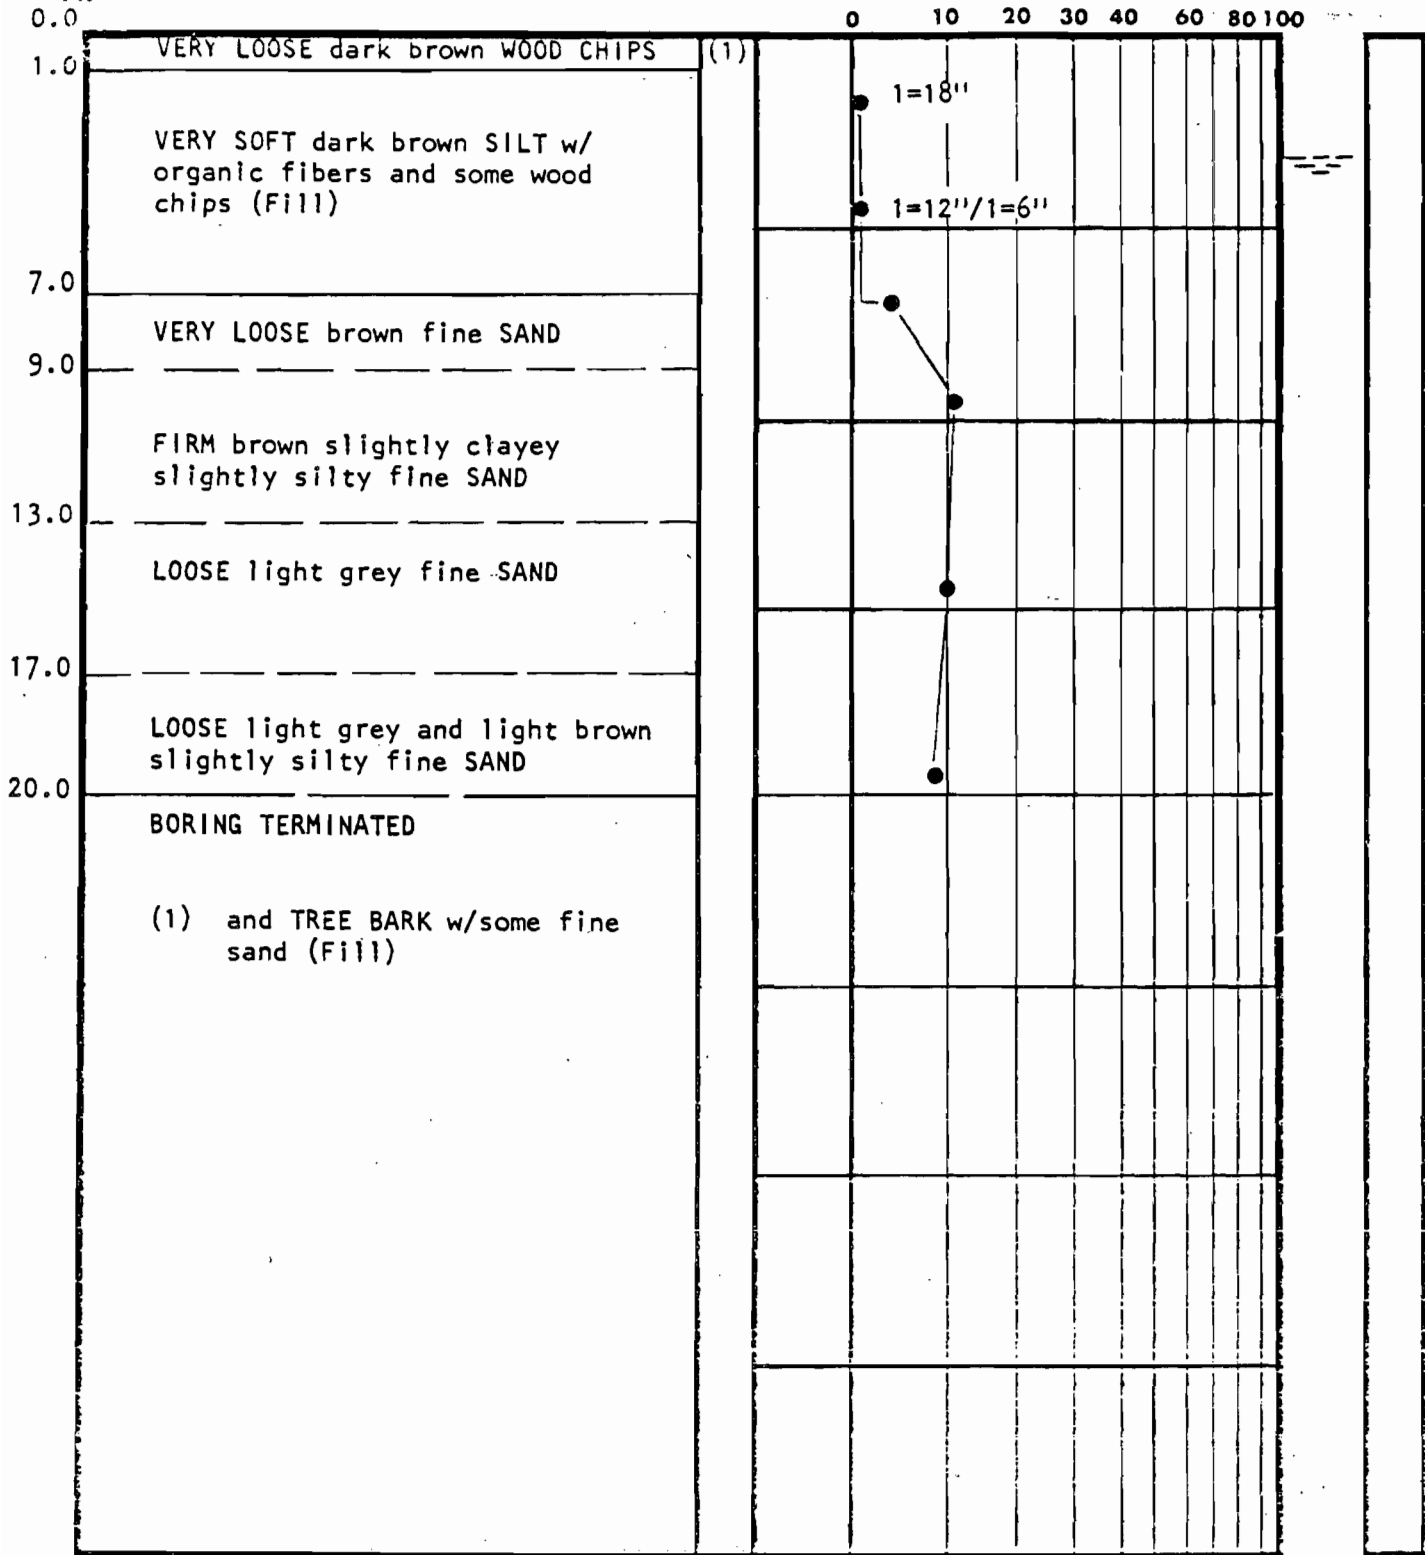 0.0
0 10 20 30 40 60 80 100
VERY LOOSE dark brown WOOD CHIPS (1)
1.0
1=18"
VERY SOFT dark brown SILT w/
organic fibers and some wood
chips (Fill)
1=12"/1=6"
7.0
VERY LOOSE brown fine SAND
9.0
FIRM brown slightly clayey
slightly silty fine SAND
13.0
LOOSE light grey fine SAND
17.0
LOOSE light grey and light brown
slightly silty fine SAND
20.0
BORING TERMINATED
(1) and TREE BARK w/some fine
sand (Fill)